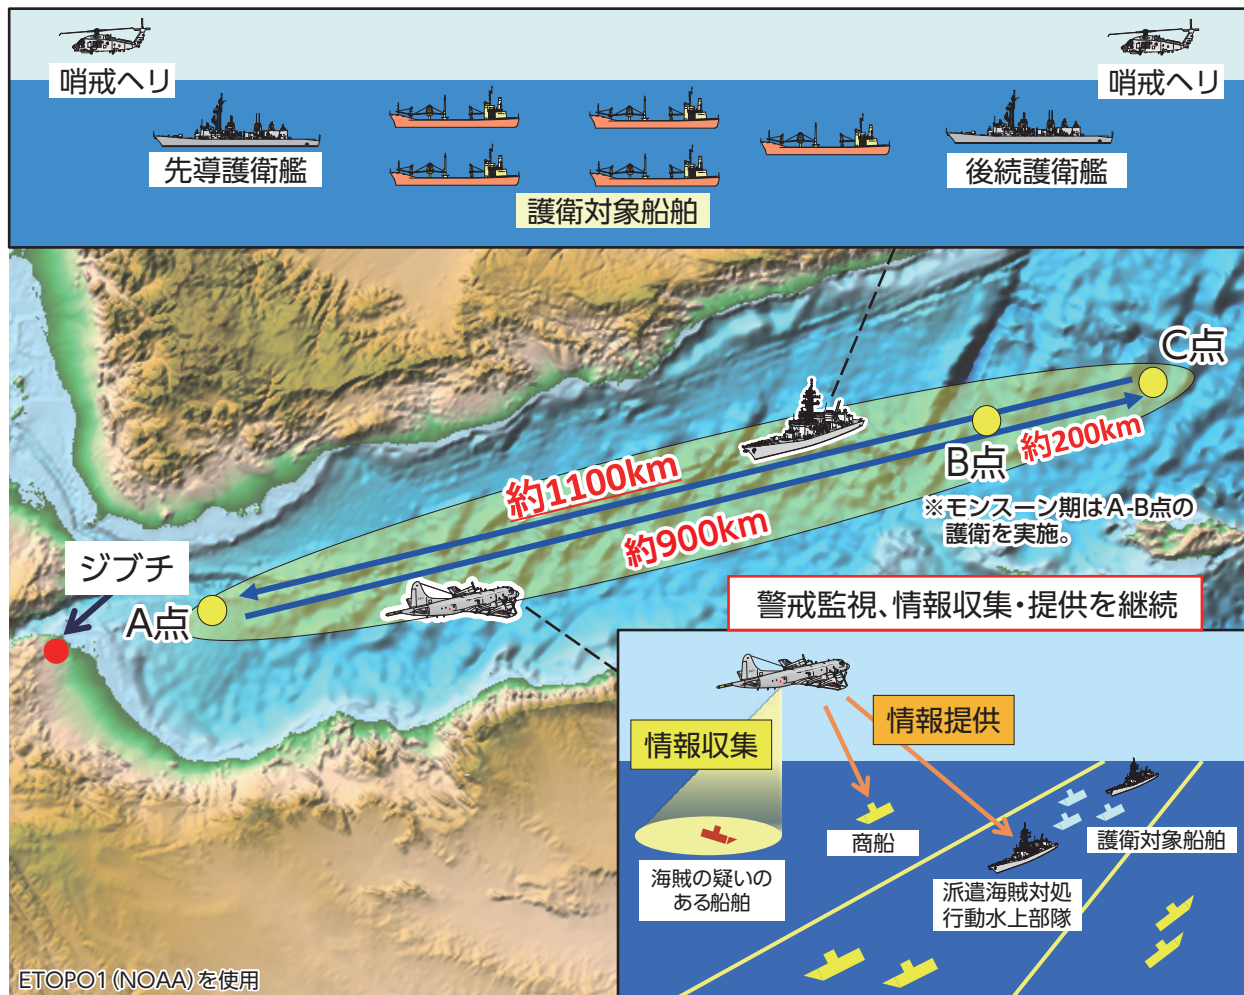 哨戒ヘリ
哨戒ヘリ
先導護衛艦
後続護衛艦
護衛対象船舶
C点
B点
約200km
約1100km
約900km
※モンスーン期はA-B点の
護衛を実施。
ジブチ
A点
警戒監視、情報収集・提供を継続
情報収集
情報提供
商船
護衛対象船舶
海賊の疑いの
ある船舶
派遣海賊対処
行動水上部隊
ETOPO1(NOAA)を使用